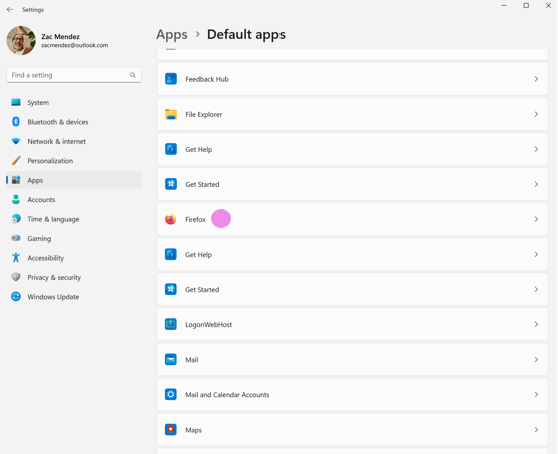 Settings
Zac Mendez
zacmendez@outlook.com
Find a setting
System
Bluetooth & devices
Network & internet
Personalization
Apps
Accounts
Time & language
Gaming
Accessibility
Privacy & security
Windows Update
Apps > Default apps
Feedback Hub
File Explorer
Get Help
Get Started
Firefox
Get Help
Get Started
LogonWebHost
Mail
Mail and Calendar Accounts
Maps